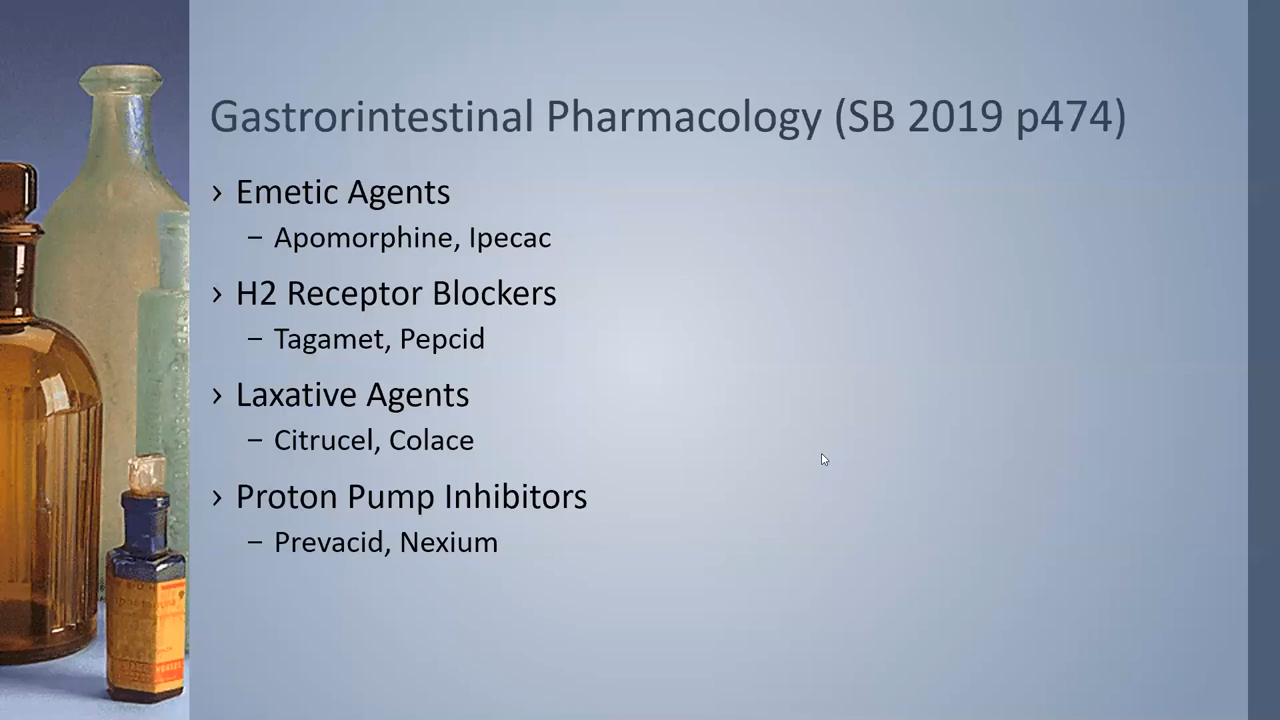 Gastrorintestinal Pharmacology (SB 2019 p474)
› Emetic Agents
– Apomorphine, Ipecac
› H2 Receptor Blockers
– Tagamet, Pepcid
› Laxative Agents
– Citrucel, Colace
› Proton Pump Inhibitors
– Prevacid, Nexium